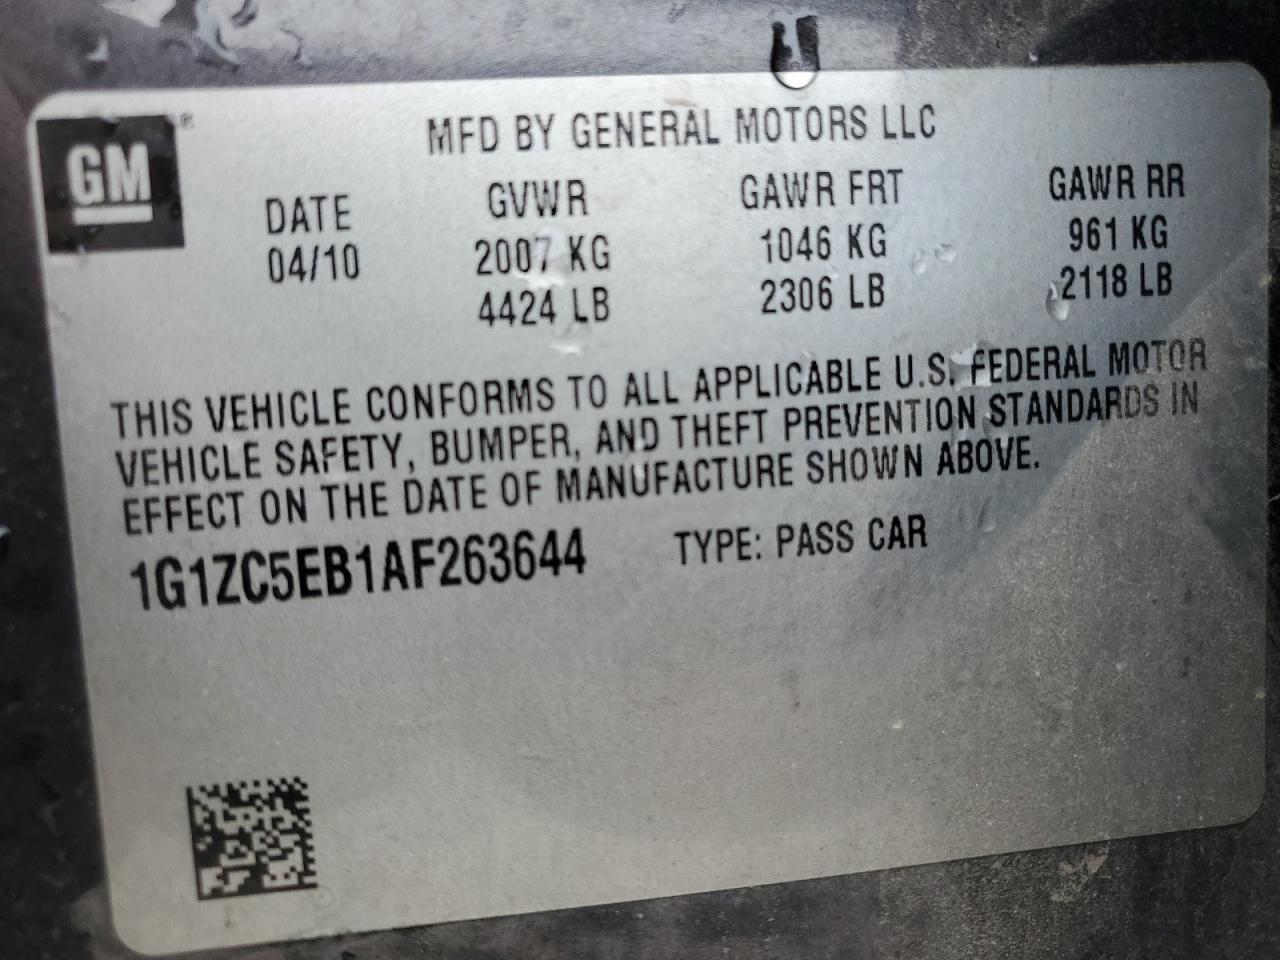 GM®
MFD BY GENERAL MOTORS LLC
DATE GVWR GAWR FRT GAWR RR
04/10 2007 KG 1046 KG 961 KG
4424 LB 2306 LB 2118 LB
THIS VEHICLE CONFORMS TO ALL APPLICABLE U.S. FEDERAL MOTOR
VEHICLE SAFETY, BUMPER, AND THEFT PREVENTION STANDARDS IN
EFFECT ON THE DATE OF MANUFACTURE SHOWN ABOVE.
1G1ZC5EB1AF263644 TYPE: PASS CAR